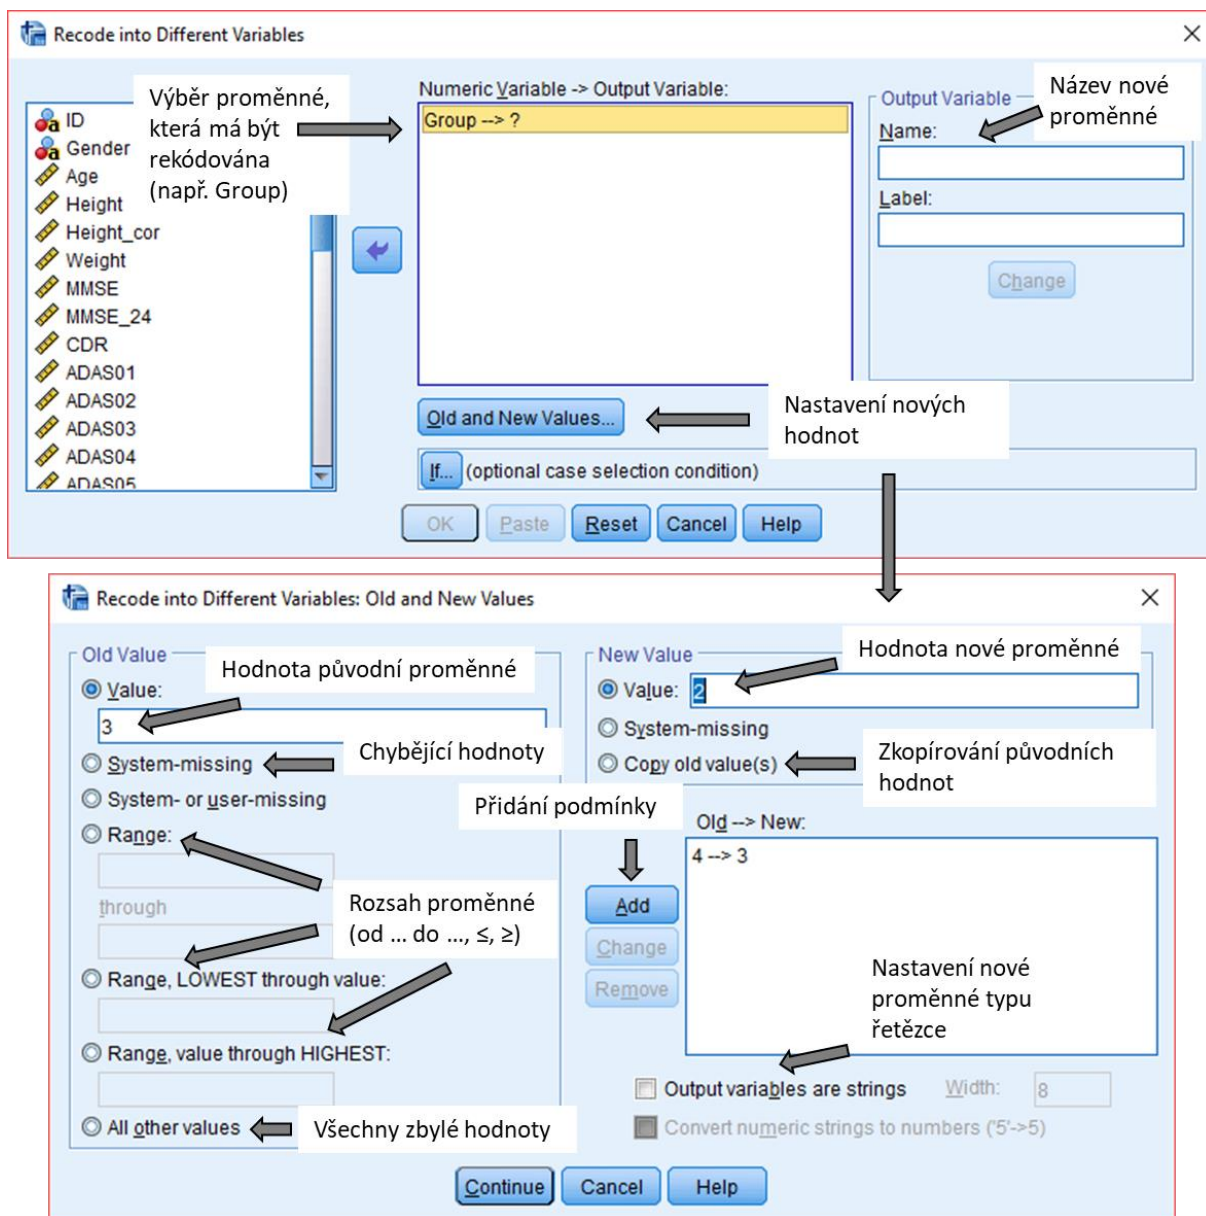 Recode into Different Variables
Výběr proměnné,
která má být
rekódována
(např. Group)
ID
Gender
Age
Height
Height_cor
Weight
MMSE
MMSE_24
CDR
ADAS01
ADAS02
ADAS03
ADAS04
ADAS05
Numeric Variable -> Output Variable:
Group --> ?
Output Variable
Název nové
proměnné
Name:
Label:
Change
Old and New Values...
Nastavení nových
hodnot
If... (optional case selection condition)
OK Paste Reset Cancel Help
Recode into Different Variables: Old and New Values
Old Value
Hodnota původní proměnné
Value:
3
System-missing
Chybějící hodnoty
System- or user-missing
Range:
through
Rozsah proměnné
(od ... do ..., ≤, ≥)
Range, LOWEST through value:
Range, value through HIGHEST:
All other values
Všechny zbylé hodnoty
New Value
Hodnota nové proměnné
Value: 2
System-missing
Copy old value(s)
Zkopírování původních
hodnot
Přidání podmínky
Old --> New:
4 --> 3
Add
Change
Remove
Nastavení nové
proměnné typu
řetězce
Output variables are strings Width: 8
Convert numeric strings to numbers ('5'->5)
Continue Cancel Help